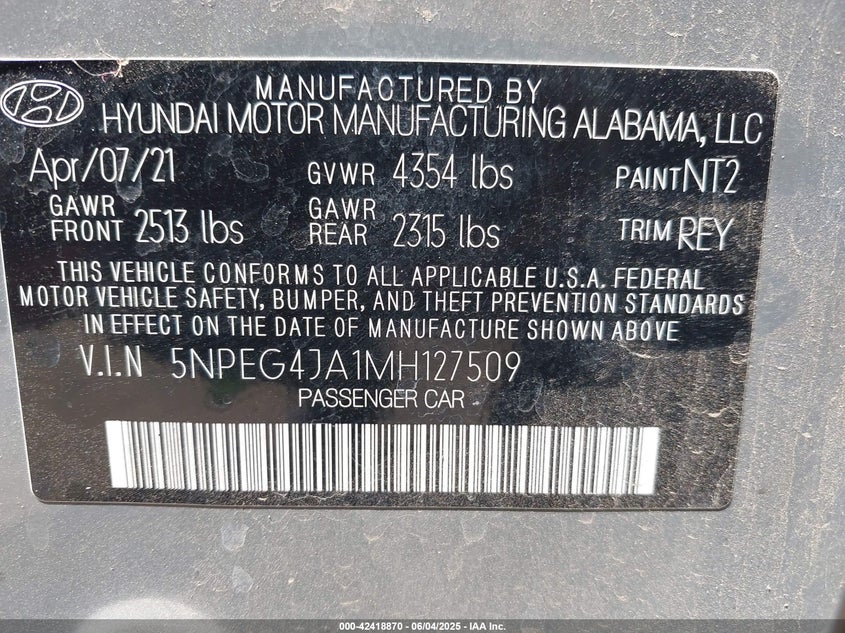 MANUFACTURED BY
HYUNDAI MOTOR MANUFACTURING ALABAMA, LLC
Apr/07/21 GVWR 4354 lbs PAINT NT2
GAWR FRONT 2513 lbs GAWR REAR 2315 lbs TRIM REY
THIS VEHICLE CONFORMS TO ALL APPLICABLE U.S.A. FEDERAL
MOTOR VEHICLE SAFETY, BUMPER, AND THEFT PREVENTION STANDARDS
IN EFFECT ON THE DATE OF MANUFACTURE SHOWN ABOVE.
V.I.N 5NPEG4JA1MH127509
PASSENGER CAR
000-42418870 - 06/04/2025 - IAA Inc.